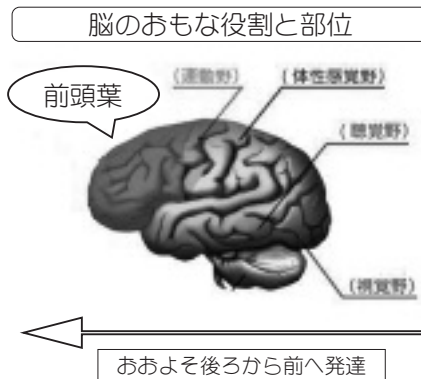 脳のおもな役割と部位
前頭葉
(運動野)
(体性感覚野)
(聴覚野)
(視覚野)
おおよそ後ろから前へ発達